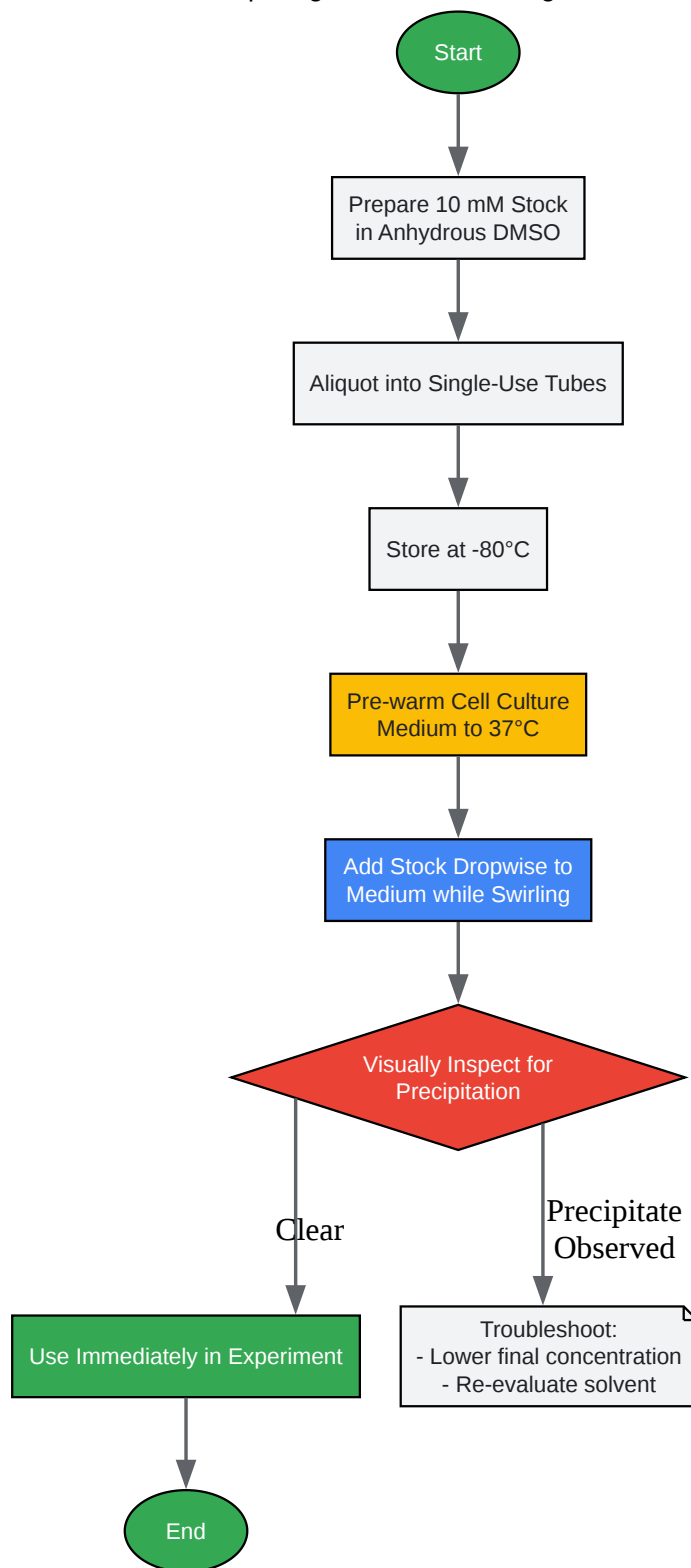 Start
Prepare 10 mM Stock
in Anhydrous DMSO
Aliquot into Single-Use Tubes
Store at -80°C
Pre-warm Cell Culture
Medium to 37°C
Add Stock Dropwise to
Medium while Swirling
Visually Inspect for
Precipitation
Clear
Precipitate
Observed
Use Immediately in Experiment
Troubleshoot:
- Lower final concentration
- Re-evaluate solvent
End